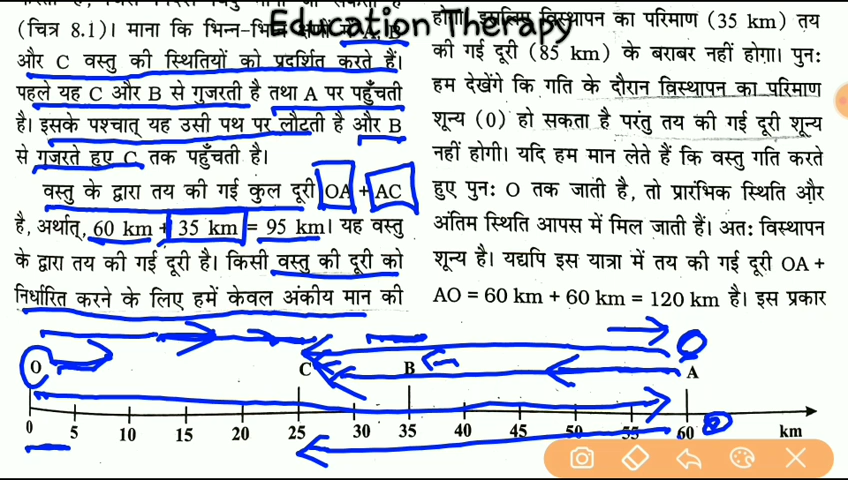 Education Therapy
(चित्र 8.1)। माना कि भिन्न-भिन्न क्षणों में A, B
और C वस्तु की स्थितियों को प्रदर्शित करते हैं।
पहले यह C और B से गुजरती है तथा A पर पहुँचती
है। इसके पश्चात् यह उसी पथ पर लौटती है और B
से गुजरते हुए C तक पहुँचती है।
वस्तु के द्वारा तय की गई कुल दूरी OA + AC
है, अर्थात्, 60 km + 35 km = 95 km। यह वस्तु
के द्वारा तय की गई दूरी है। किसी वस्तु की दूरी को
निर्धारित करने के लिए हमें केवल अंकीय मान की
होगा। इसलिए विस्थापन का परिमाण (35 km) तय
की गई दूरी (85 km) के बराबर नहीं होगा। पुन:
हम देखेंगे कि गति के दौरान विस्थापन का परिमाण
शून्य (0) हो सकता है परंतु तय की गई दूरी शून्य
नहीं होगी। यदि हम मान लेते हैं कि वस्तु गति करते
हुए पुन: O तक जाती है, तो प्रारंभिक स्थिति और
अंतिम स्थिति आपस में मिल जाती हैं। अत: विस्थापन
शून्य है। यद्यपि इस यात्रा में तय की गई दूरी OA +
AO = 60 km + 60 km = 120 km है। इस प्रकार
O C B A
0 5 10 15 20 25 30 35 40 45 50 55 60 km